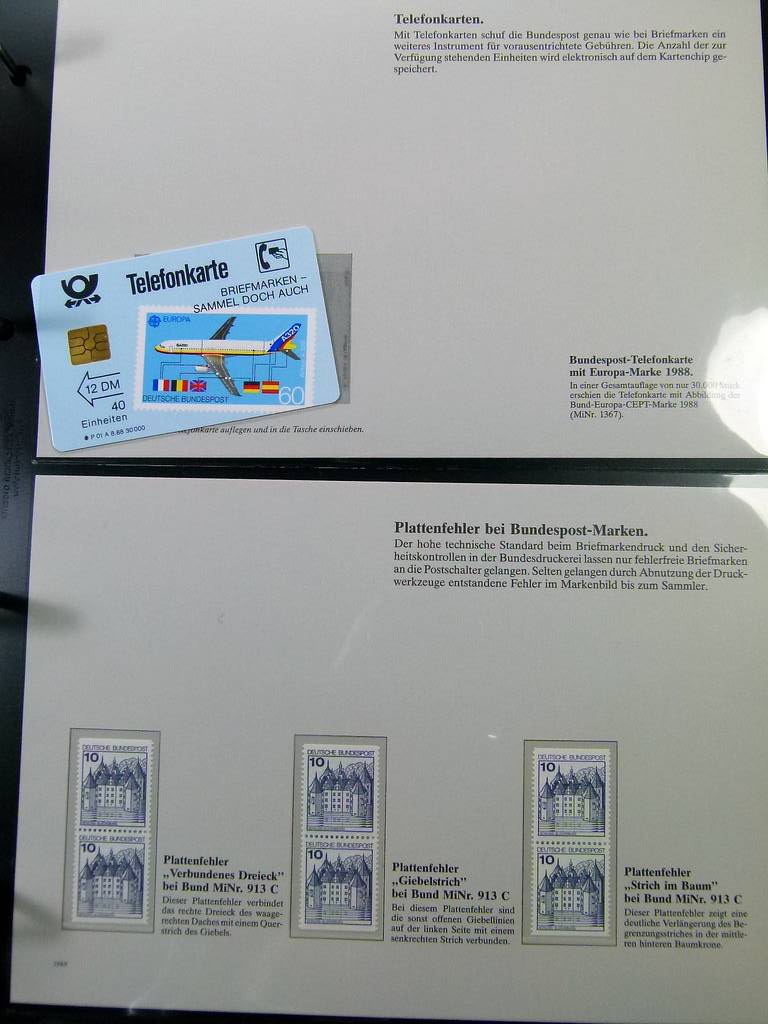 Telefonkarten.
Mit Telefonkarten schuf die Bundespost genau wie bei Briefmarken ein
weiteres Instrument für vorausentrichtete Gebühren. Die Anzahl der zur
Verfügung stehenden Einheiten wird elektronisch auf dem Kartenchip ge-
speichert.
Telefonkarte
BRIEFMARKEN –
SAMMEL DOCH AUCH
EUROPA
A320
DEUTSCHE BUNDESPOST
60
12 DM
40
Einheiten
P 01 A 8.88 30 000
auflegen und in die Tasche einschieben.
Bundespost-Telefonkarte
mit Europa-Marke 1988.
In einer Gesamtauflage von nur 30.000 Stück
erschien die Telefonkarte mit Abbildung der
Bund-Europa-CEPT-Marke 1988
(MiNr. 1367).
Plattenfehler bei Bundespost-Marken.
Der hohe technische Standard beim Briefmarkendruck und den Sicher-
heitskontrollen in der Bundesdruckerei lassen nur fehlerfreie Briefmarken
an die Postschalter gelangen. Selten gelangen durch Abnutzung der Druck-
werkzeuge entstandene Fehler im Markenbild bis zum Sammler.
DEUTSCHE BUNDESPOST
10
DEUTSCHE BUNDESPOST
10
Plattenfehler
„Verbundenes Dreieck"
bei Bund MiNr. 913 C
Dieser Plattenfehler verbindet
das rechte Dreieck des waage-
rechten Daches mit einem Quer-
strich des Giebels.
DEUTSCHE BUNDESPOST
10
DEUTSCHE BUNDESPOST
10
Plattenfehler
„Giebelstrich"
bei Bund MiNr. 913 C
Bei diesem Plattenfehler sind
die sonst offenen Giebellinien
auf der linken Seite mit einem
senkrechten Strich verbunden.
DEUTSCHE BUNDESPOST
10
DEUTSCHE BUNDESPOST
10
Plattenfehler
„Strich im Baum"
bei Bund MiNr. 913 C
Dieser Plattenfehler zeigt eine
deutliche Verlängerung des Be-
grenzungsstriches in der mittle-
ren hinteren Baumkrone.
1989